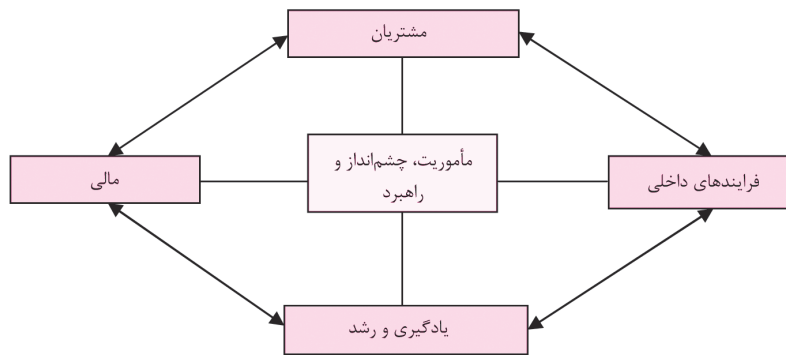 مشتریان
مأموریت، چشم‌انداز و
راهبرد
فرایندهای داخلی
مالی
یادگیری و رشد